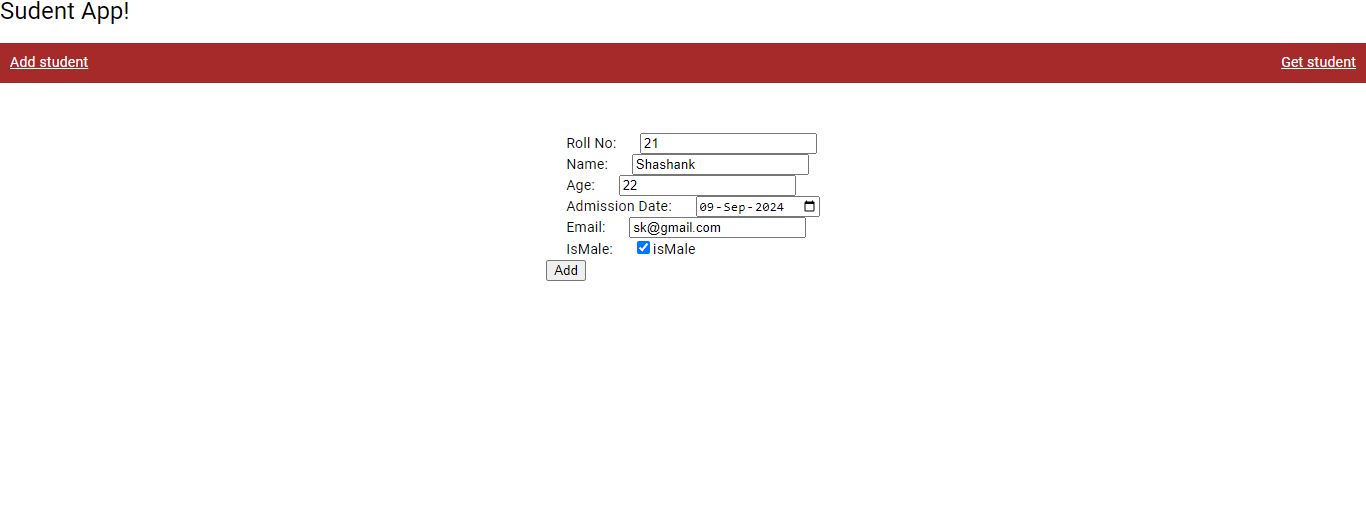 Sudent App!
Add student Get student
Roll No: 21
Name: Shashank
Age: 22
Admission Date: 09-Sep-2024
Email: sk@gmail.com
IsMale: isMale
Add